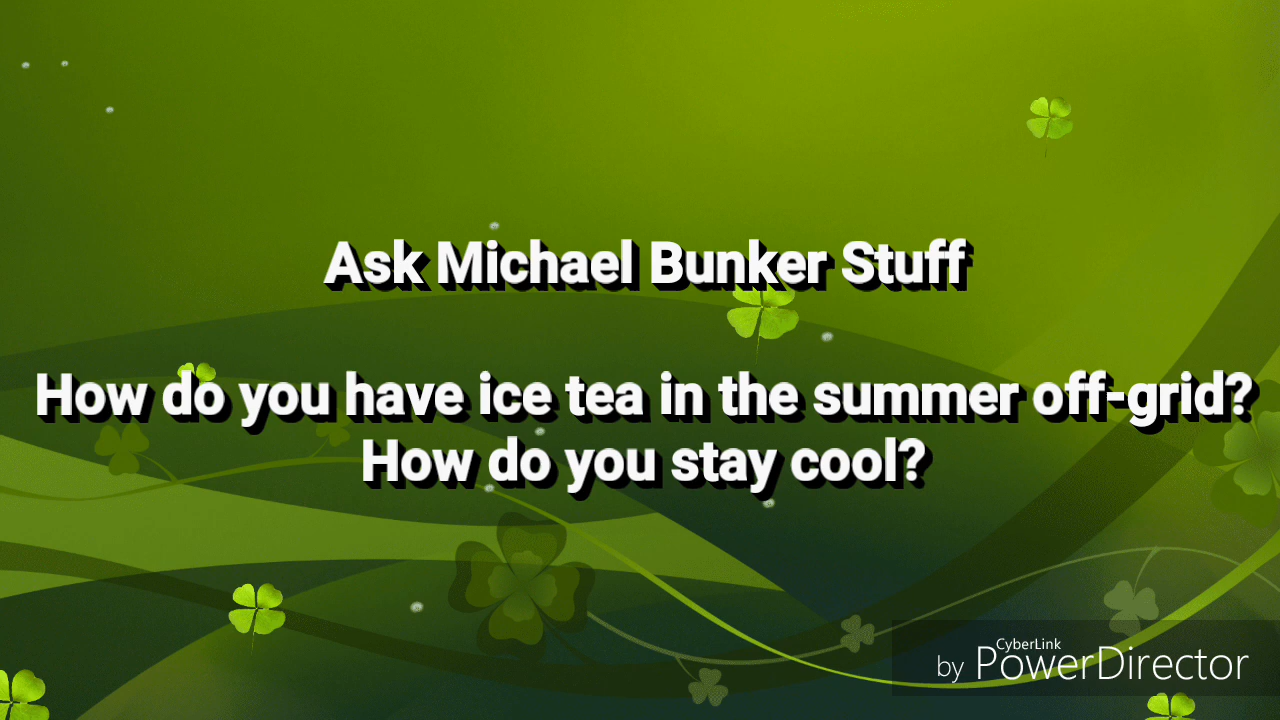 Ask Michael Bunker Stuff
How do you have ice tea in the summer off-grid?
How do you stay cool?
CyberLink
by PowerDirector